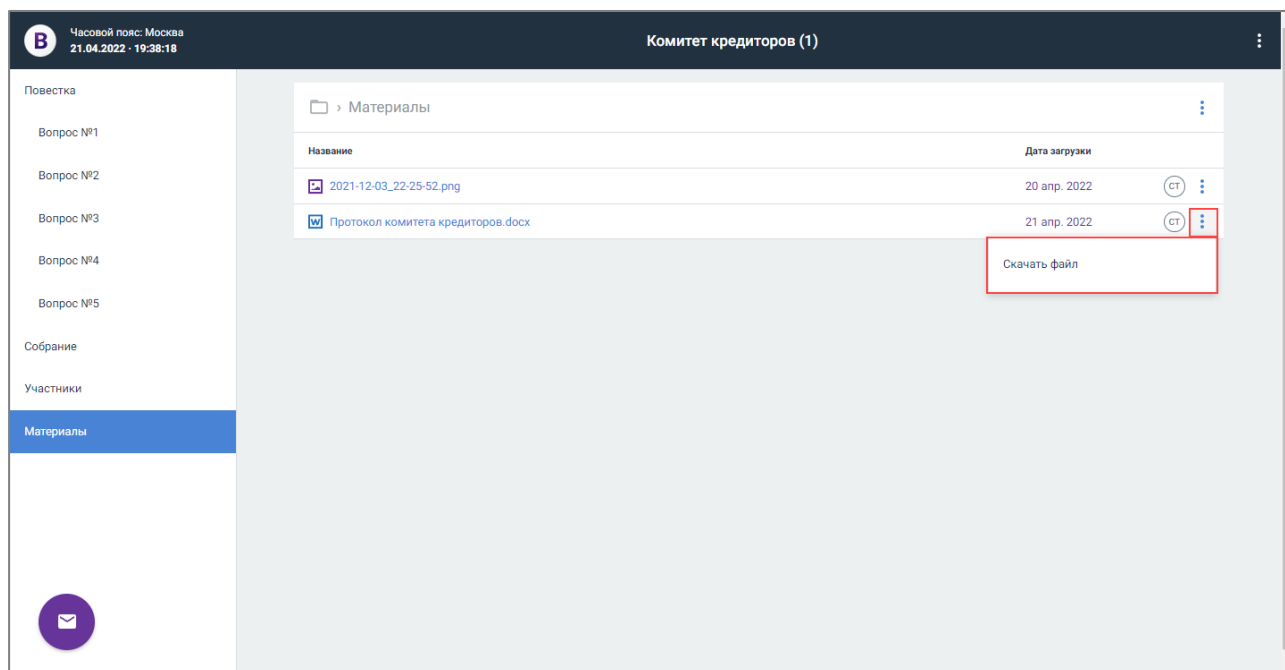 B
Часовой пояс: Москва
21.04.2022 · 19:38:18
Комитет кредиторов (1)
Повестка
Вопрос №1
Вопрос №2
Вопрос №3
Вопрос №4
Вопрос №5
Собрание
Участники
Материалы
› Материалы
Название Дата загрузки
2021-12-03_22-25-52.png 20 апр. 2022 СТ
W Протокол комитета кредиторов.docx 21 апр. 2022 СТ
Скачать файл